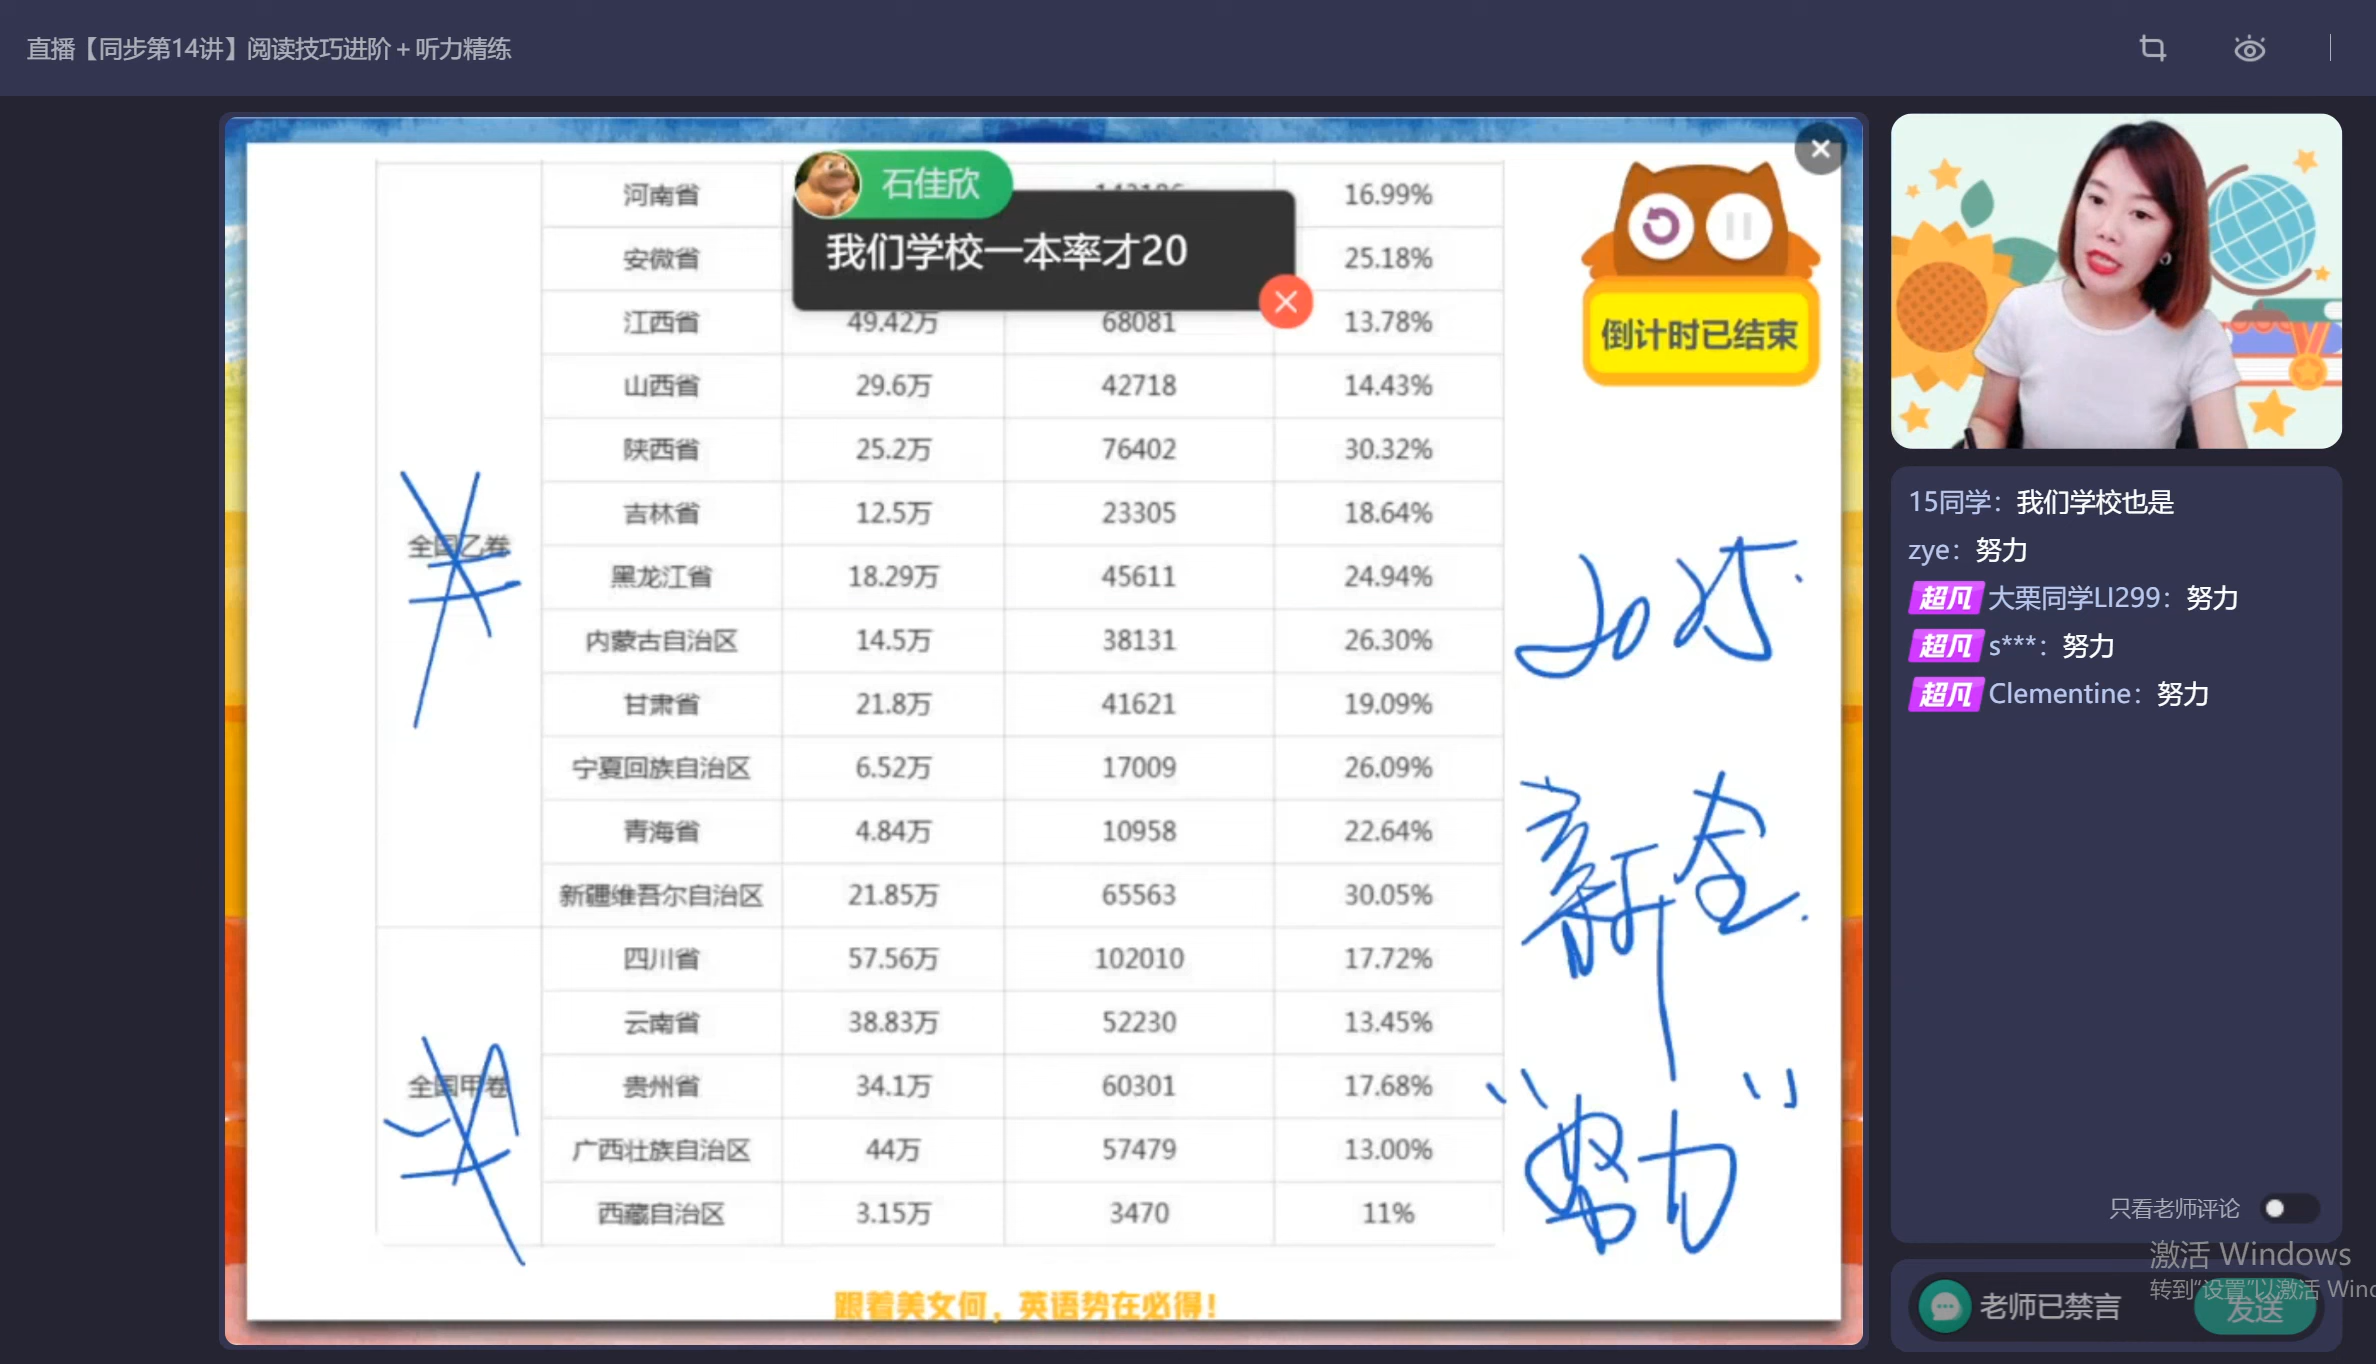 直播【同步第14讲】阅读技巧进阶+听力精练
石佳欣
我们学校一本率才20
河南省 16.99%
安徽省 25.18%
江西省 49.42万 68081 13.78%
山西省 29.6万 42718 14.43%
陕西省 25.2万 76402 30.32%
吉林省 12.5万 23305 18.64%
全国乙卷
黑龙江省 18.29万 45611 24.94%
内蒙古自治区 14.5万 38131 26.30%
甘肃省 21.8万 41621 19.09%
宁夏回族自治区 6.52万 17009 26.09%
青海省 4.84万 10958 22.64%
新疆维吾尔自治区 21.85万 65563 30.05%
四川省 57.56万 102010 17.72%
云南省 38.83万 52230 13.45%
全国甲卷
贵州省 34.1万 60301 17.68%
广西壮族自治区 44万 57479 13.00%
西藏自治区 3.15万 3470 11%
倒计时已结束
新全
“努力”
跟着美女何，英语势在必得！
15同学：我们学校也是
zye：努力
超凡 大栗同学LI299：努力
超凡 s***：努力
超凡 Clementine：努力
只看老师评论
激活 Windows
转到“设置”以激活 Winc
老师已禁言
发送